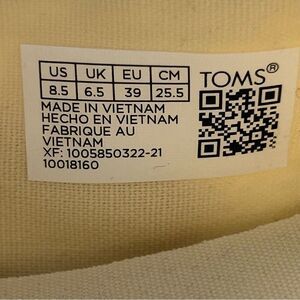 US UK EU CM TOMS®
8.5 6.5 39 25.5
MADE IN VIETNAM
HECHO EN VIETNAM
FABRIQUE AU
VIETNAM
XF: 1005850322-21
10018160